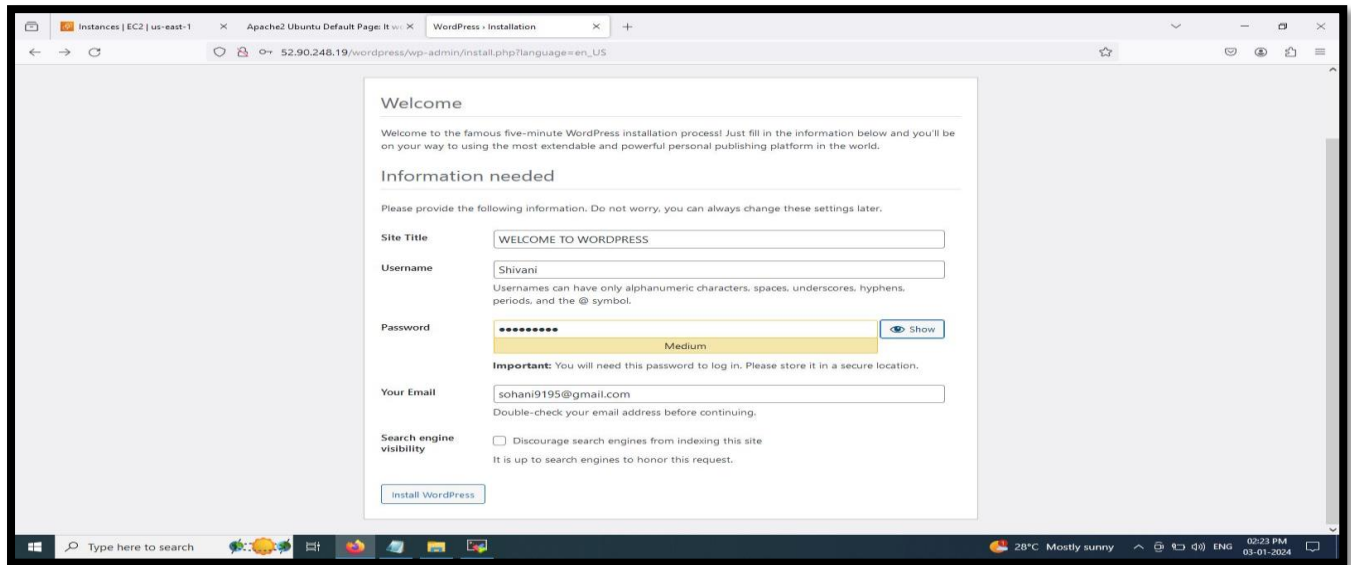 Instances | EC2 | us-east-1
Apache2 Ubuntu Default Page: It w
WordPress › Installation
52.90.248.19/wordpress/wp-admin/install.php?language=en_US
Welcome
Welcome to the famous five-minute WordPress installation process! Just fill in the information below and you'll be
on your way to using the most extendable and powerful personal publishing platform in the world.
Information needed
Please provide the following information. Do not worry, you can always change these settings later.
Site Title
WELCOME TO WORDPRESS
Username
Shivani
Usernames can have only alphanumeric characters, spaces, underscores, hyphens,
periods, and the @ symbol.
Password
•••••••••
Show
Medium
Important: You will need this password to log in. Please store it in a secure location.
Your Email
sohani9195@gmail.com
Double-check your email address before continuing.
Search engine
visibility
Discourage search engines from indexing this site
It is up to search engines to honor this request.
Install WordPress
Type here to search
28°C Mostly sunny
ENG
02:23 PM
03-01-2024